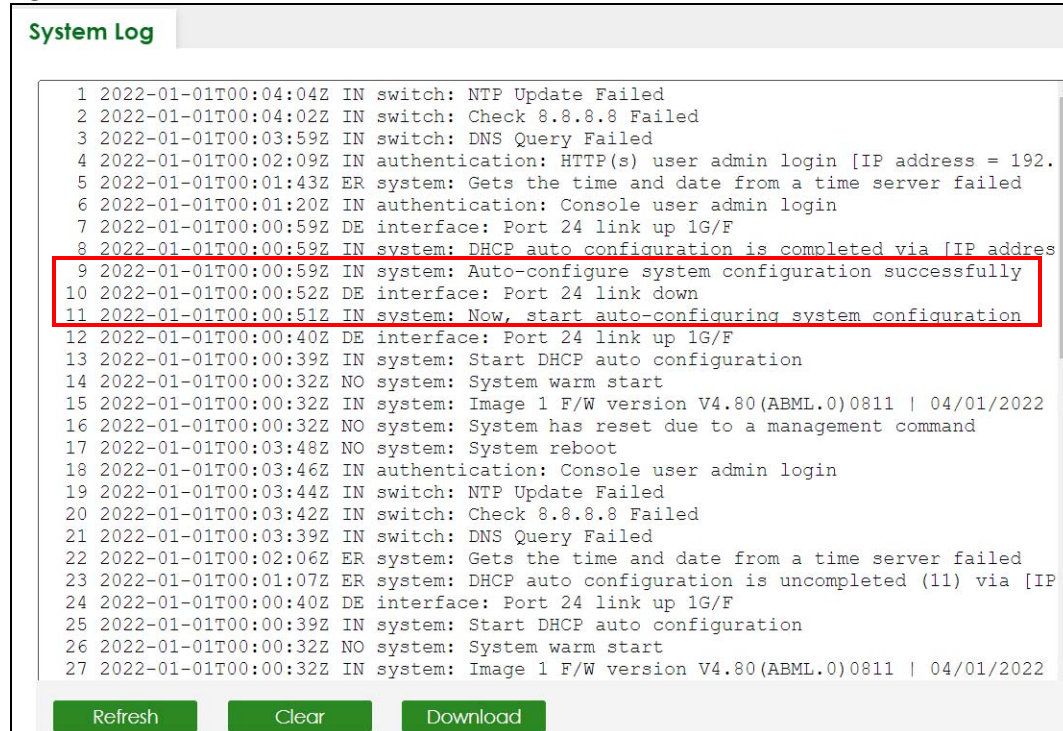 System Log
1 2022-01-01T00:04:04Z IN switch: NTP Update Failed
2 2022-01-01T00:04:02Z IN switch: Check 8.8.8.8 Failed
3 2022-01-01T00:03:59Z IN switch: DNS Query Failed
4 2022-01-01T00:02:09Z IN authentication: HTTP(s) user admin login [IP address = 192.
5 2022-01-01T00:01:43Z ER system: Gets the time and date from a time server failed
6 2022-01-01T00:01:20Z IN authentication: Console user admin login
7 2022-01-01T00:00:59Z DE interface: Port 24 link up 1G/F
8 2022-01-01T00:00:59Z IN system: DHCP auto configuration is completed via [IP addres
9 2022-01-01T00:00:59Z IN system: Auto-configure system configuration successfully
10 2022-01-01T00:00:52Z DE interface: Port 24 link down
11 2022-01-01T00:00:51Z IN system: Now, start auto-configuring system configuration
12 2022-01-01T00:00:40Z DE interface: Port 24 link up 1G/F
13 2022-01-01T00:00:39Z IN system: Start DHCP auto configuration
14 2022-01-01T00:00:32Z NO system: System warm start
15 2022-01-01T00:00:32Z IN system: Image 1 F/W version V4.80(ABML.0)0811 | 04/01/2022
16 2022-01-01T00:00:32Z NO system: System has reset due to a management command
17 2022-01-01T00:03:48Z NO system: System reboot
18 2022-01-01T00:03:46Z IN authentication: Console user admin login
19 2022-01-01T00:03:44Z IN switch: NTP Update Failed
20 2022-01-01T00:03:42Z IN switch: Check 8.8.8.8 Failed
21 2022-01-01T00:03:39Z IN switch: DNS Query Failed
22 2022-01-01T00:02:06Z ER system: Gets the time and date from a time server failed
23 2022-01-01T00:01:07Z ER system: DHCP auto configuration is uncompleted (11) via [IP
24 2022-01-01T00:00:40Z DE interface: Port 24 link up 1G/F
25 2022-01-01T00:00:39Z IN system: Start DHCP auto configuration
26 2022-01-01T00:00:32Z NO system: System warm start
27 2022-01-01T00:00:32Z IN system: Image 1 F/W version V4.80(ABML.0)0811 | 04/01/2022
Refresh Clear Download